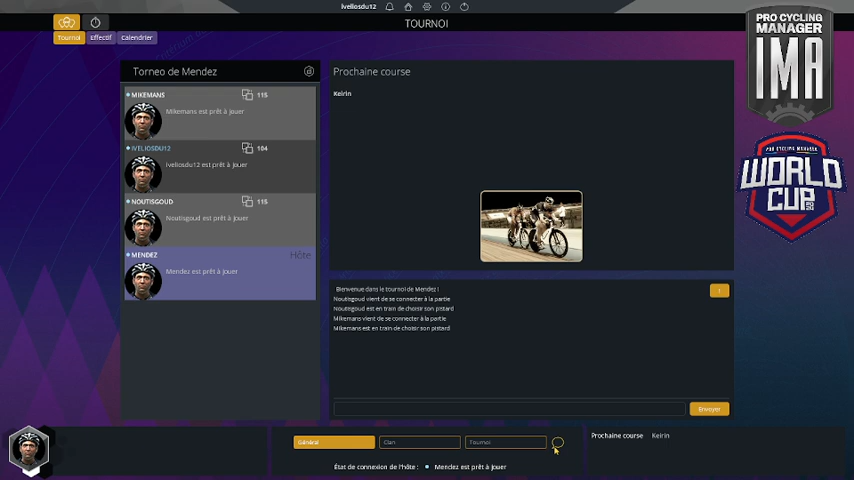 Iveliosdu12
TOURNOI
Tournoi
Effectif
Calendrier
PRO CYCLING
MANAGER
IMA
PRO CYCLING MANAGER
WORLD
CUP
Torneo de Mendez
MIKEMANS
115
Mikemans est prêt à jouer
IVELIOSDU12
104
Iveliosdu12 est prêt à jouer
NOUTISGOUD
115
Noutisgoud est prêt à jouer
MENDEZ
Hôte
Mendez est prêt à jouer
Prochaine course
Keirin
Bienvenue dans le tournoi de Mendez !
Noutisgoud vient de se connecter à la partie
Noutisgoud est en train de choisir son pistard
Mikemans vient de se connecter à la partie
Mikemans est en train de choisir son pistard
Envoyer
Général
Clan
Tournoi
État de connexion de l'hôte :
Mendez est prêt à jouer
Prochaine course
Keirin